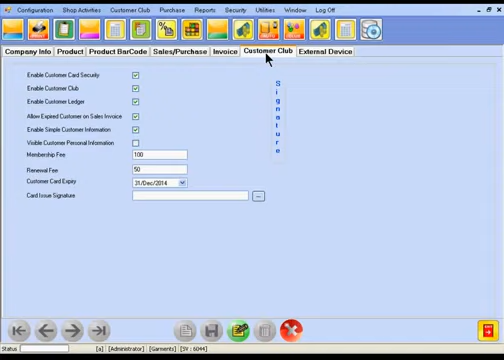 Configuration Shop Activities Customer Club Purchase Reports Security Utilities Window Log Off
Company Info Product Product BarCode Sales/Purchase Invoice Customer Club External Device
Enable Customer Card Security
Enable Customer Club
Enable Customer Ledger
Allow Expired Customer on Sales Invoice
Enable Simple Customer Information
Visible Customer Personal Information
Membership Fee 100
Renewal Fee 50
Customer Card Expiry 31/Dec/2014
Card Issue Signature ...
Signature
Status [a] [Administrator] [Garments] [SV : 6044]